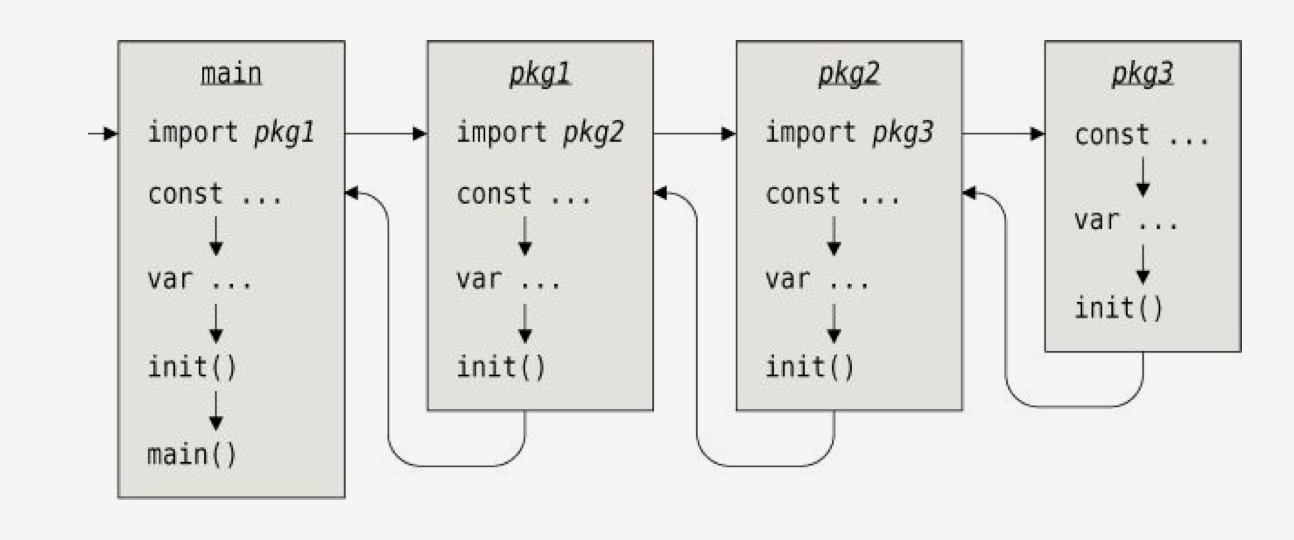 main
import pkg1
const ...
var ...
init()
main()
pkg1
import pkg2
const ...
var ...
init()
pkg2
import pkg3
const ...
var ...
init()
pkg3
const ...
var ...
init()